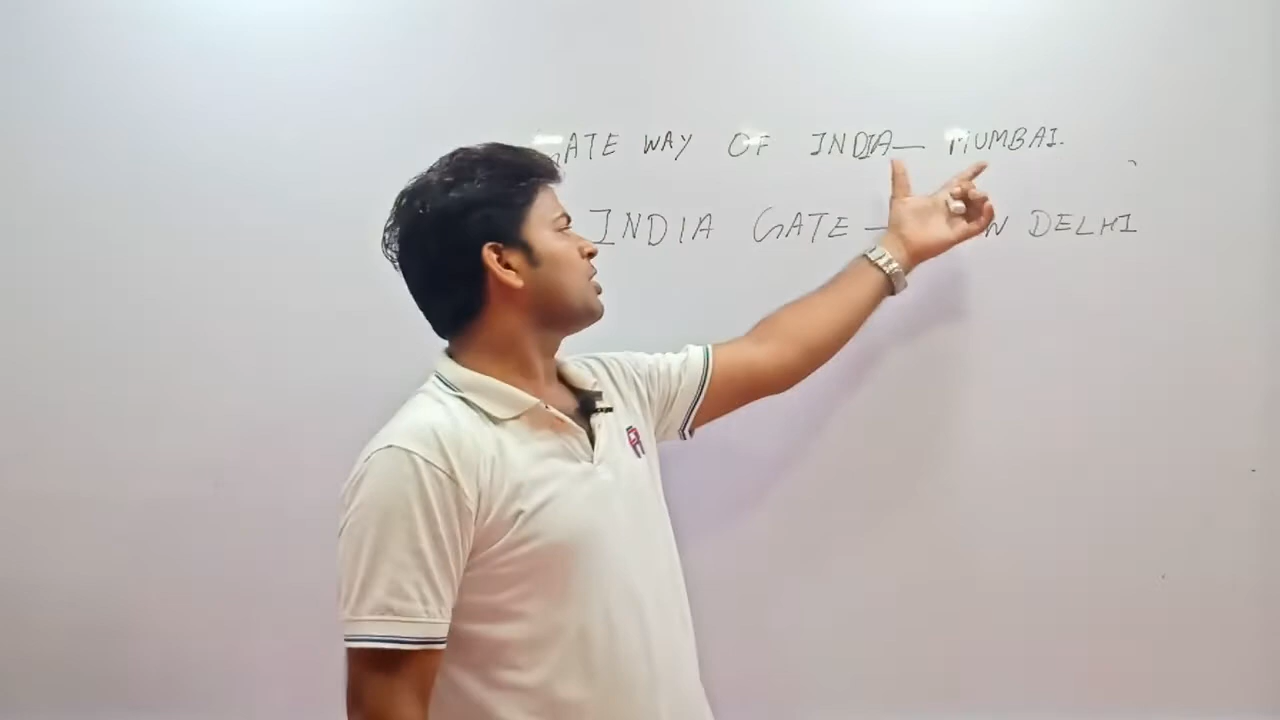 GATE WAY OF INDIA— MUMBAI.
INDIA GATE — DELHI